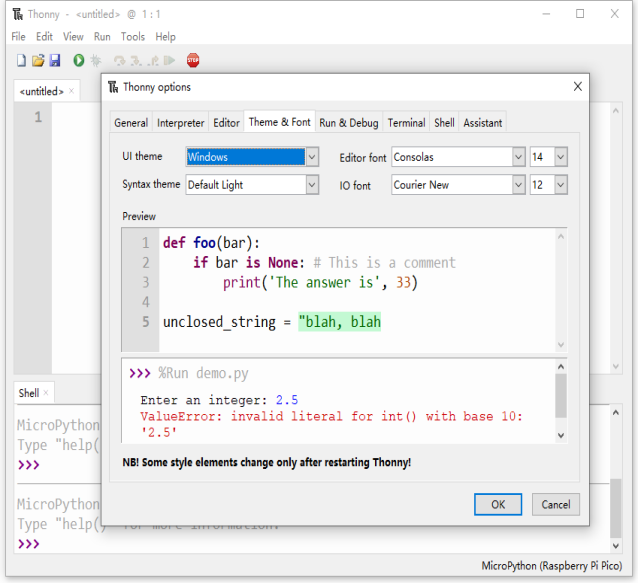 Thonny - <untitled> @ 1 : 1
File Edit View Run Tools Help
STOP
<untitled> ×
1
Thonny options
General Interpreter Editor Theme & Font Run & Debug Terminal Shell Assistant
UI theme Windows Editor font Consolas 14
Syntax theme Default Light IO font Courier New 12
Preview
1 def foo(bar):
2 if bar is None: # This is a comment
3 print('The answer is', 33)
4
5 unclosed_string = "blah, blah
>>> %Run demo.py
Enter an integer: 2.5
ValueError: invalid literal for int() with base 10:
'2.5'
NB! Some style elements change only after restarting Thonny!
OK Cancel
Shell ×
MicroPython
Type "help(
>>>
MicroPython
Type "help()" for more information.
>>>
MicroPython (Raspberry Pi Pico)